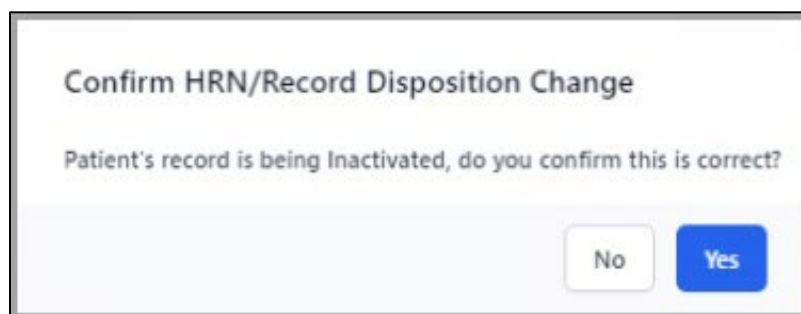 Confirm HRN/Record Disposition Change
Patient's record is being Inactivated, do you confirm this is correct?
No Yes